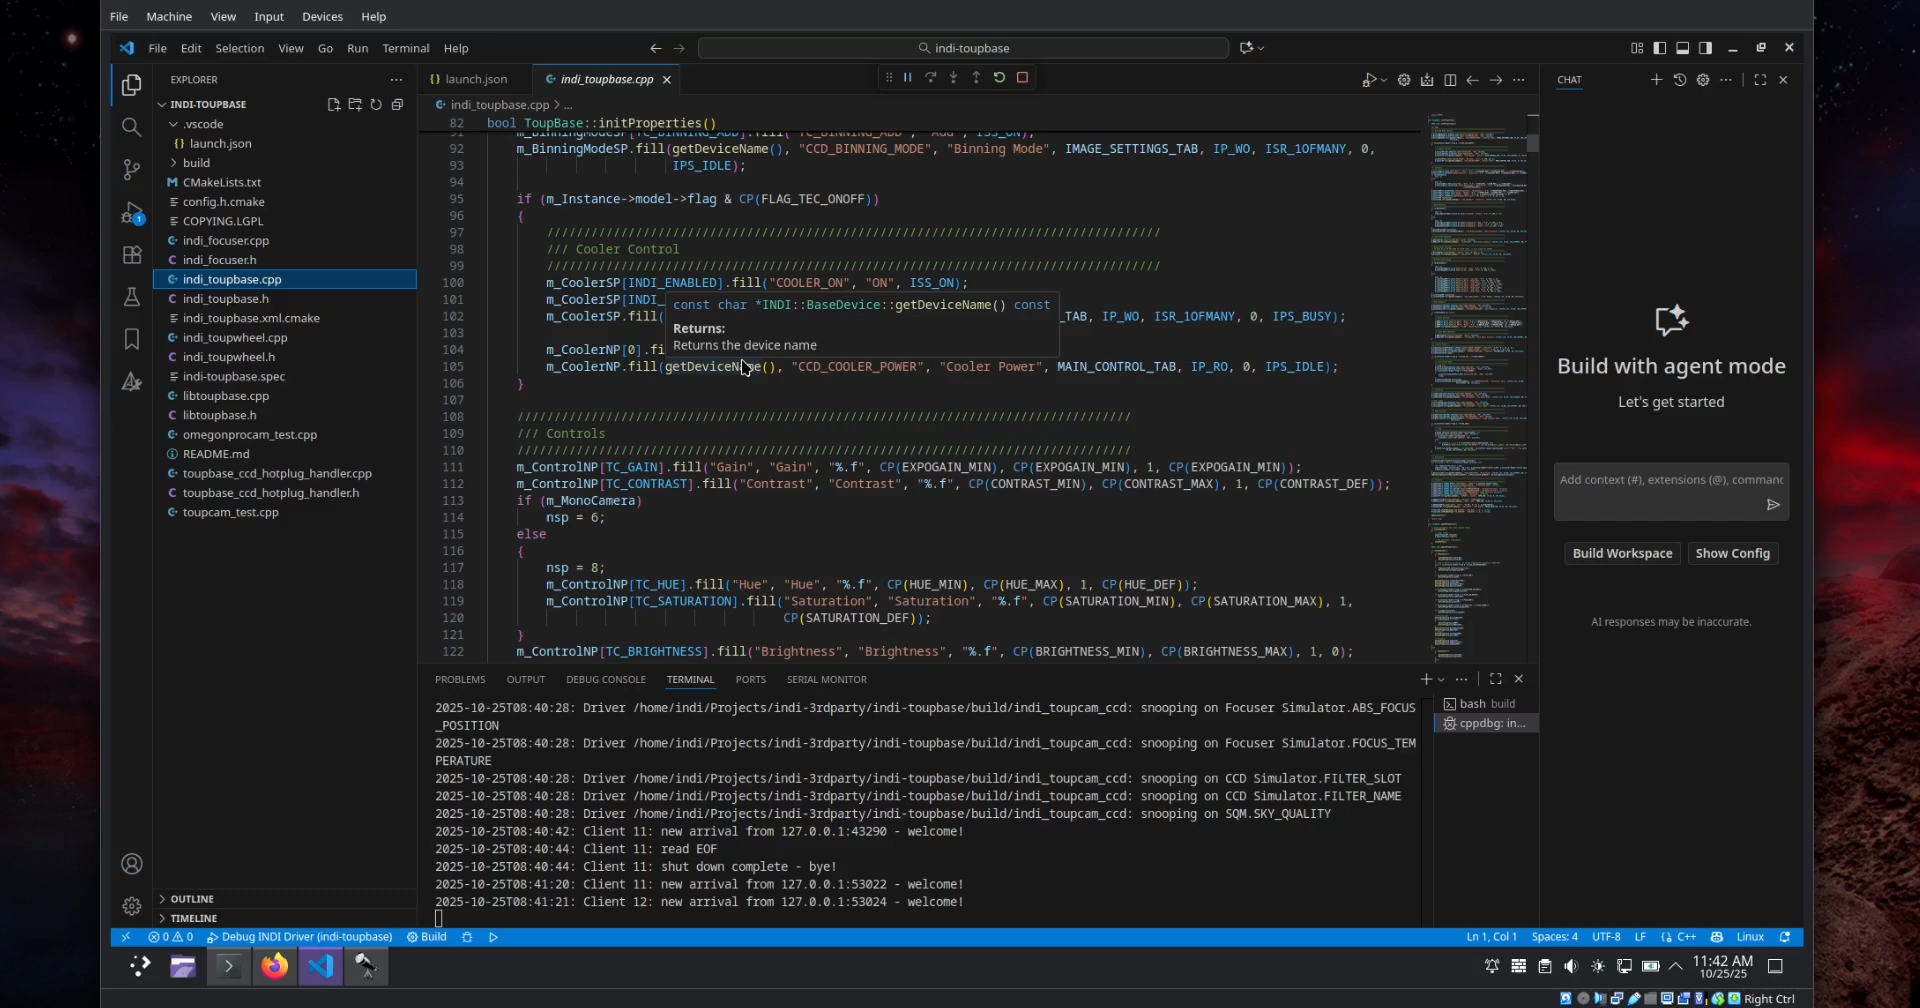 File Machine View Input Devices Help
File Edit Selection View Go Run Terminal Help
indi-toupbase
EXPLORER
launch.json
indi_toupbase.cpp
CHAT
INDI-TOUPBASE
.vscode
launch.json
build
CMakeLists.txt
config.h.cmake
COPYING.LGPL
indi_focuser.cpp
indi_focuser.h
indi_toupbase.cpp
indi_toupbase.h
indi_toupbase.xml.cmake
indi_toupwheel.cpp
indi_toupwheel.h
indi-toupbase.spec
libtoupbase.cpp
libtoupbase.h
omegonprocam_test.cpp
README.md
toupbase_ccd_hotplug_handler.cpp
toupbase_ccd_hotplug_handler.h
toupcam_test.cpp
OUTLINE
TIMELINE
indi_toupbase.cpp > ...
82 bool ToupBase::initProperties()
91 m_BinningModeSP[TC_BINNING_ADD].fill("TC_BINNING_ADD", "Add", ISS_ON);
92 m_BinningModeSP.fill(getDeviceName(), "CCD_BINNING_MODE", "Binning Mode", IMAGE_SETTINGS_TAB, IP_WO, ISR_1OFMANY, 0,
93 IPS_IDLE);
94
95 if (m_Instance->model->flag & CP(FLAG_TEC_ONOFF))
96 {
97 ///////////////////////////////////////////////////////////////////////////////////
98 /// Cooler Control
99 ///////////////////////////////////////////////////////////////////////////////////
100 m_CoolerSP[INDI_ENABLED].fill("COOLER_ON", "ON", ISS_ON);
101 m_CoolerSP[INDI_
102 m_CoolerSP.fill( _TAB, IP_WO, ISR_1OFMANY, 0, IPS_BUSY);
103
104 m_CoolerNP[0].fi
105 m_CoolerNP.fill(getDeviceName(), "CCD_COOLER_POWER", "Cooler Power", MAIN_CONTROL_TAB, IP_RO, 0, IPS_IDLE);
106 }
107
108 ///////////////////////////////////////////////////////////////////////////////////
109 /// Controls
110 ///////////////////////////////////////////////////////////////////////////////////
111 m_ControlNP[TC_GAIN].fill("Gain", "Gain", "%.f", CP(EXPOGAIN_MIN), CP(EXPOGAIN_MIN), 1, CP(EXPOGAIN_MIN));
112 m_ControlNP[TC_CONTRAST].fill("Contrast", "Contrast", "%.f", CP(CONTRAST_MIN), CP(CONTRAST_MAX), 1, CP(CONTRAST_DEF));
113 if (m_MonoCamera)
114 nsp = 6;
115 else
116 {
117 nsp = 8;
118 m_ControlNP[TC_HUE].fill("Hue", "Hue", "%.f", CP(HUE_MIN), CP(HUE_MAX), 1, CP(HUE_DEF));
119 m_ControlNP[TC_SATURATION].fill("Saturation", "Saturation", "%.f", CP(SATURATION_MIN), CP(SATURATION_MAX), 1,
120 CP(SATURATION_DEF));
121 }
122 m_ControlNP[TC_BRIGHTNESS].fill("Brightness", "Brightness", "%.f", CP(BRIGHTNESS_MIN), CP(BRIGHTNESS_MAX), 1, 0);
const char *INDI::BaseDevice::getDeviceName() const
Returns:
Returns the device name
PROBLEMS OUTPUT DEBUG CONSOLE TERMINAL PORTS SERIAL MONITOR
2025-10-25T08:40:28: Driver /home/indi/Projects/indi-3rdparty/indi-toupbase/build/indi_toupcam_ccd: snooping on Focuser Simulator.ABS_FOCUS
_POSITION
2025-10-25T08:40:28: Driver /home/indi/Projects/indi-3rdparty/indi-toupbase/build/indi_toupcam_ccd: snooping on Focuser Simulator.FOCUS_TEM
PERATURE
2025-10-25T08:40:28: Driver /home/indi/Projects/indi-3rdparty/indi-toupbase/build/indi_toupcam_ccd: snooping on CCD Simulator.FILTER_SLOT
2025-10-25T08:40:28: Driver /home/indi/Projects/indi-3rdparty/indi-toupbase/build/indi_toupcam_ccd: snooping on CCD Simulator.FILTER_NAME
2025-10-25T08:40:28: Driver /home/indi/Projects/indi-3rdparty/indi-toupbase/build/indi_toupcam_ccd: snooping on SQM.SKY_QUALITY
2025-10-25T08:40:42: Client 11: new arrival from 127.0.0.1:43290 - welcome!
2025-10-25T08:40:44: Client 11: read EOF
2025-10-25T08:40:44: Client 11: shut down complete - bye!
2025-10-25T08:41:20: Client 11: new arrival from 127.0.0.1:53022 - welcome!
2025-10-25T08:41:21: Client 12: new arrival from 127.0.0.1:53024 - welcome!
bash build
cppdbg: in...
Build with agent mode
Let's get started
Add context (#), extensions (@), command
Build Workspace
Show Config
AI responses may be inaccurate.
1
0 0 Debug INDI Driver (indi-toupbase) Build
Ln 1, Col 1 Spaces: 4 UTF-8 LF C++ Linux
11:42 AM
10/25/25
Right Ctrl